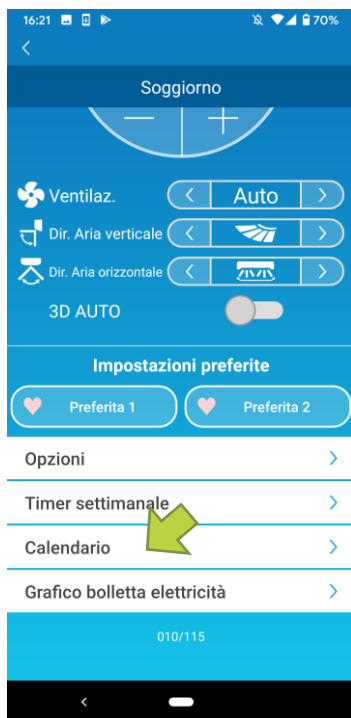 16:21 70%
Soggiorno
Ventilaz. Auto
Dir. Aria verticale
Dir. Aria orizzontale
3D AUTO
Impostazioni preferite
Preferita 1 Preferita 2
Opzioni
Timer settimanale
Calendario
Grafico bolletta elettricità
010/115